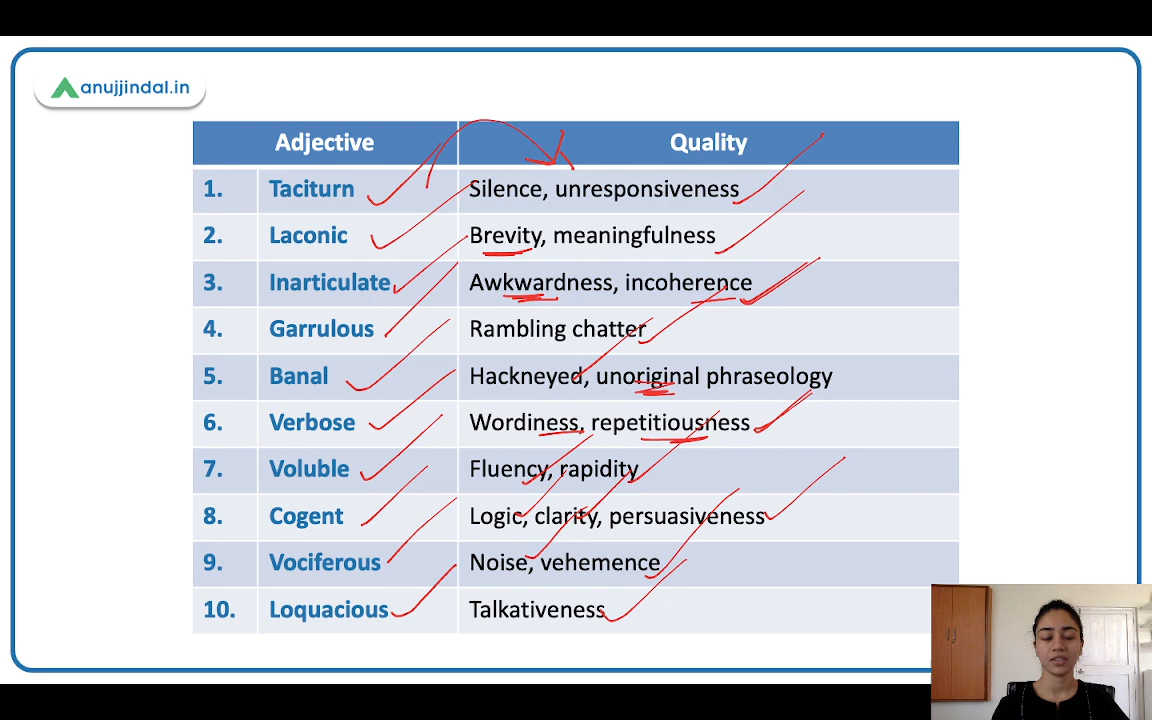 anujjindal.in
Adjective Quality
1. Taciturn Silence, unresponsiveness
2. Laconic Brevity, meaningfulness
3. Inarticulate Awkwardness, incoherence
4. Garrulous Rambling chatter
5. Banal Hackneyed, unoriginal phraseology
6. Verbose Wordiness, repetitiousness
7. Voluble Fluency, rapidity
8. Cogent Logic, clarity, persuasiveness
9. Vociferous Noise, vehemence
10. Loquacious Talkativeness